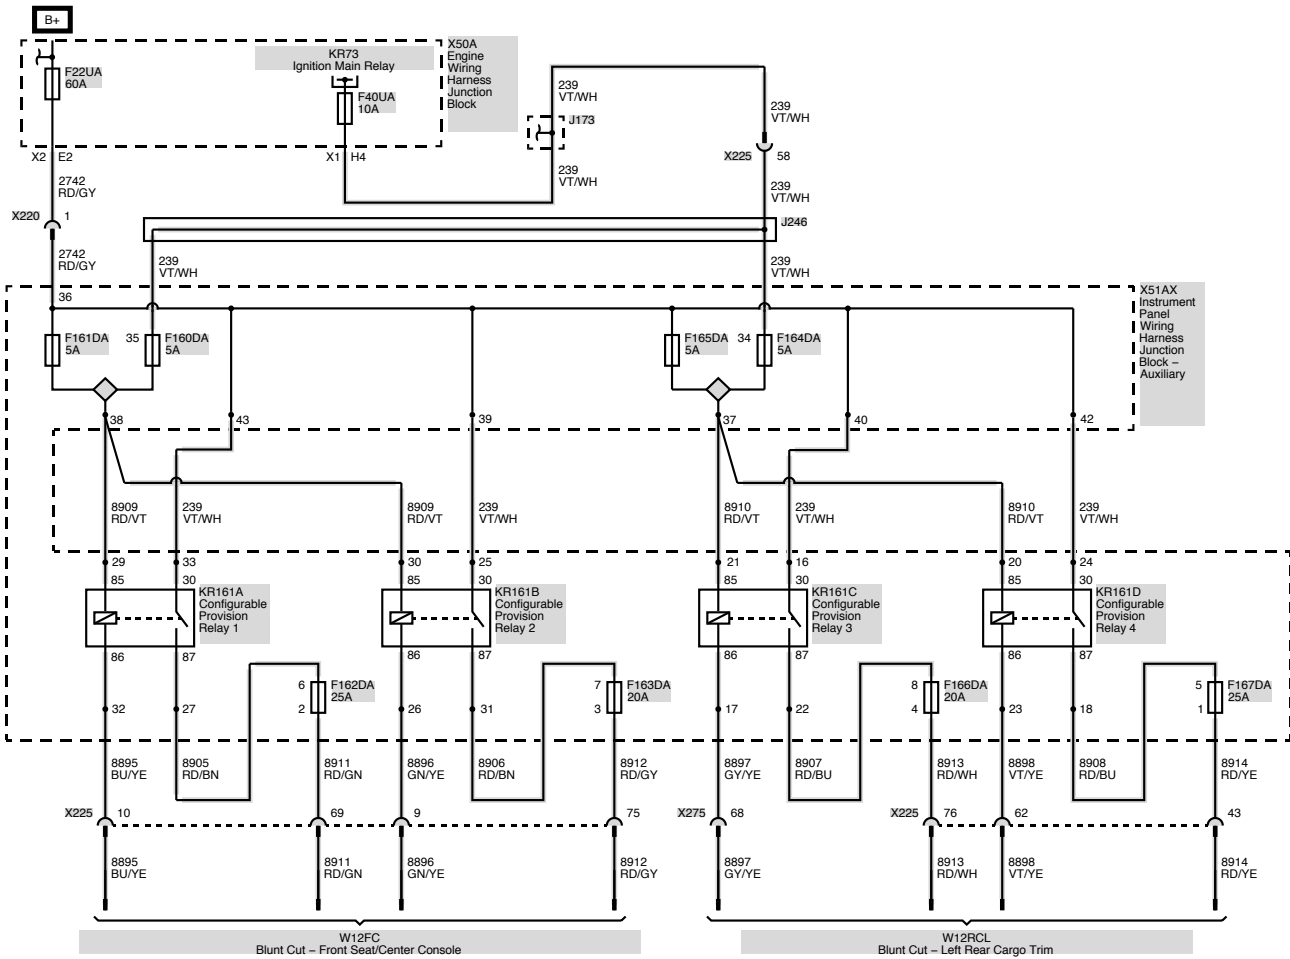 B+
KR73
Ignition Main Relay
X50A
Engine
Wiring
Harness
Junction
Block
F22UA
60A
F40UA
10A
239
VT/WH
J173
239
VT/WH
X2 E2
X1 H4
X225 58
2742
RD/GY
239
VT/WH
239
VT/WH
X220 1
J246
2742
RD/GY
239
VT/WH
239
VT/WH
36
X51AX
Instrument
Panel
Wiring
Harness
Junction
Block –
Auxiliary
F161DA
5A
35
F160DA
5A
F165DA
5A
34
F164DA
5A
38
43
39
37
40
42
8909
RD/VT
239
VT/WH
8909
RD/VT
239
VT/WH
8910
RD/VT
239
VT/WH
8910
RD/VT
239
VT/WH
29 33 30 25 21 16 20 24
85 30 85 30 85 30 85 30
KR161A
Configurable
Provision
Relay 1
KR161B
Configurable
Provision
Relay 2
KR161C
Configurable
Provision
Relay 3
KR161D
Configurable
Provision
Relay 4
86 87 86 87 86 87 86 87
6
2
F162DA
25A
7
3
F163DA
20A
8
4
F166DA
20A
5
1
F167DA
25A
32 27 26 31 17 22 23 18
8895
BU/YE
8905
RD/BN
8911
RD/GN
8896
GN/YE
8906
RD/BN
8912
RD/GY
8897
GY/YE
8907
RD/BU
8913
RD/WH
8898
VT/YE
8908
RD/BU
8914
RD/YE
X225 10 69 9 75 X275 68 X225 76 62 43
8895
BU/YE
8911
RD/GN
8896
GN/YE
8912
RD/GY
8897
GY/YE
8913
RD/WH
8898
VT/YE
8914
RD/YE
W12FC
Blunt Cut – Front Seat/Center Console
W12RCL
Blunt Cut – Left Rear Cargo Trim